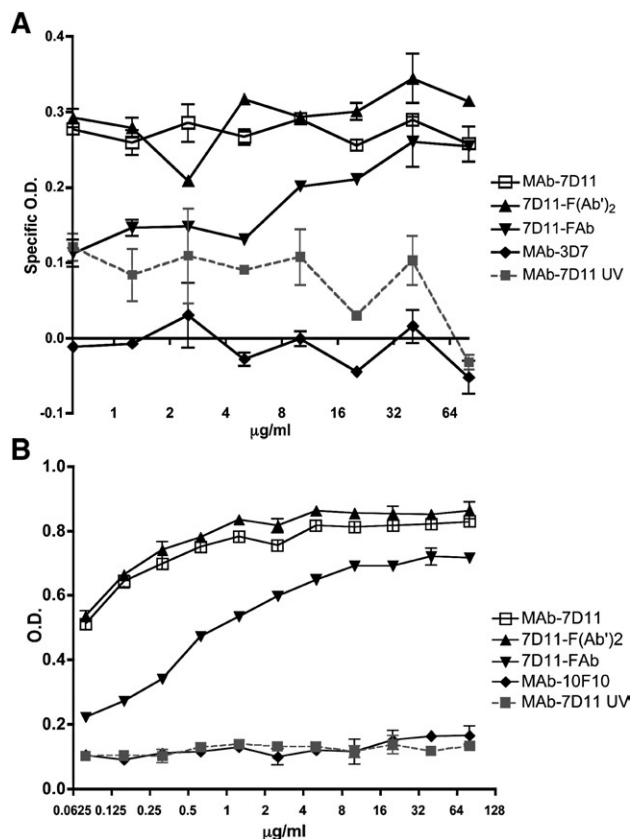 A
0.4
0.3
0.2
0.1
0.0
-0.1
Specific O.D.
1 2 4 8 16 32 64
μg/ml
MAb-7D11
7D11-F(Ab')2
7D11-FAb
MAb-3D7
MAb-7D11 UV
B
1.0
0.8
0.6
0.4
0.2
0.0
O.D.
0.0625 0.125 0.25 0.5 1 2 4 8 16 32 64 128
μg/ml
MAb-7D11
7D11-F(Ab')2
7D11-FAb
MAb-10F10
MAb-7D11 UV'